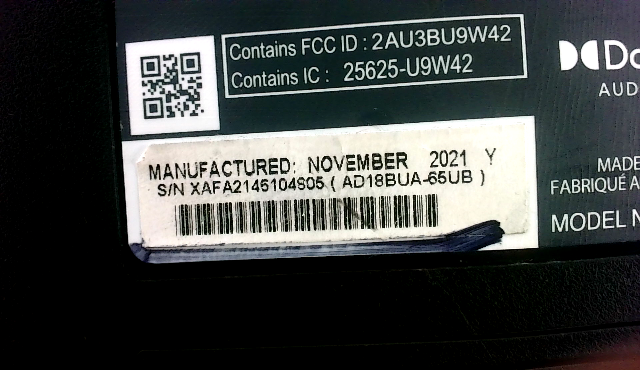 Contains FCC ID : 2AU3BU9W42
Contains IC : 25625-U9W42
MANUFACTURED: NOVEMBER 2021 Y
S/N XAFA2145104805 ( AD18BUA-65UB )
AUD
MADE
FABRIQUÉ A
MODEL N